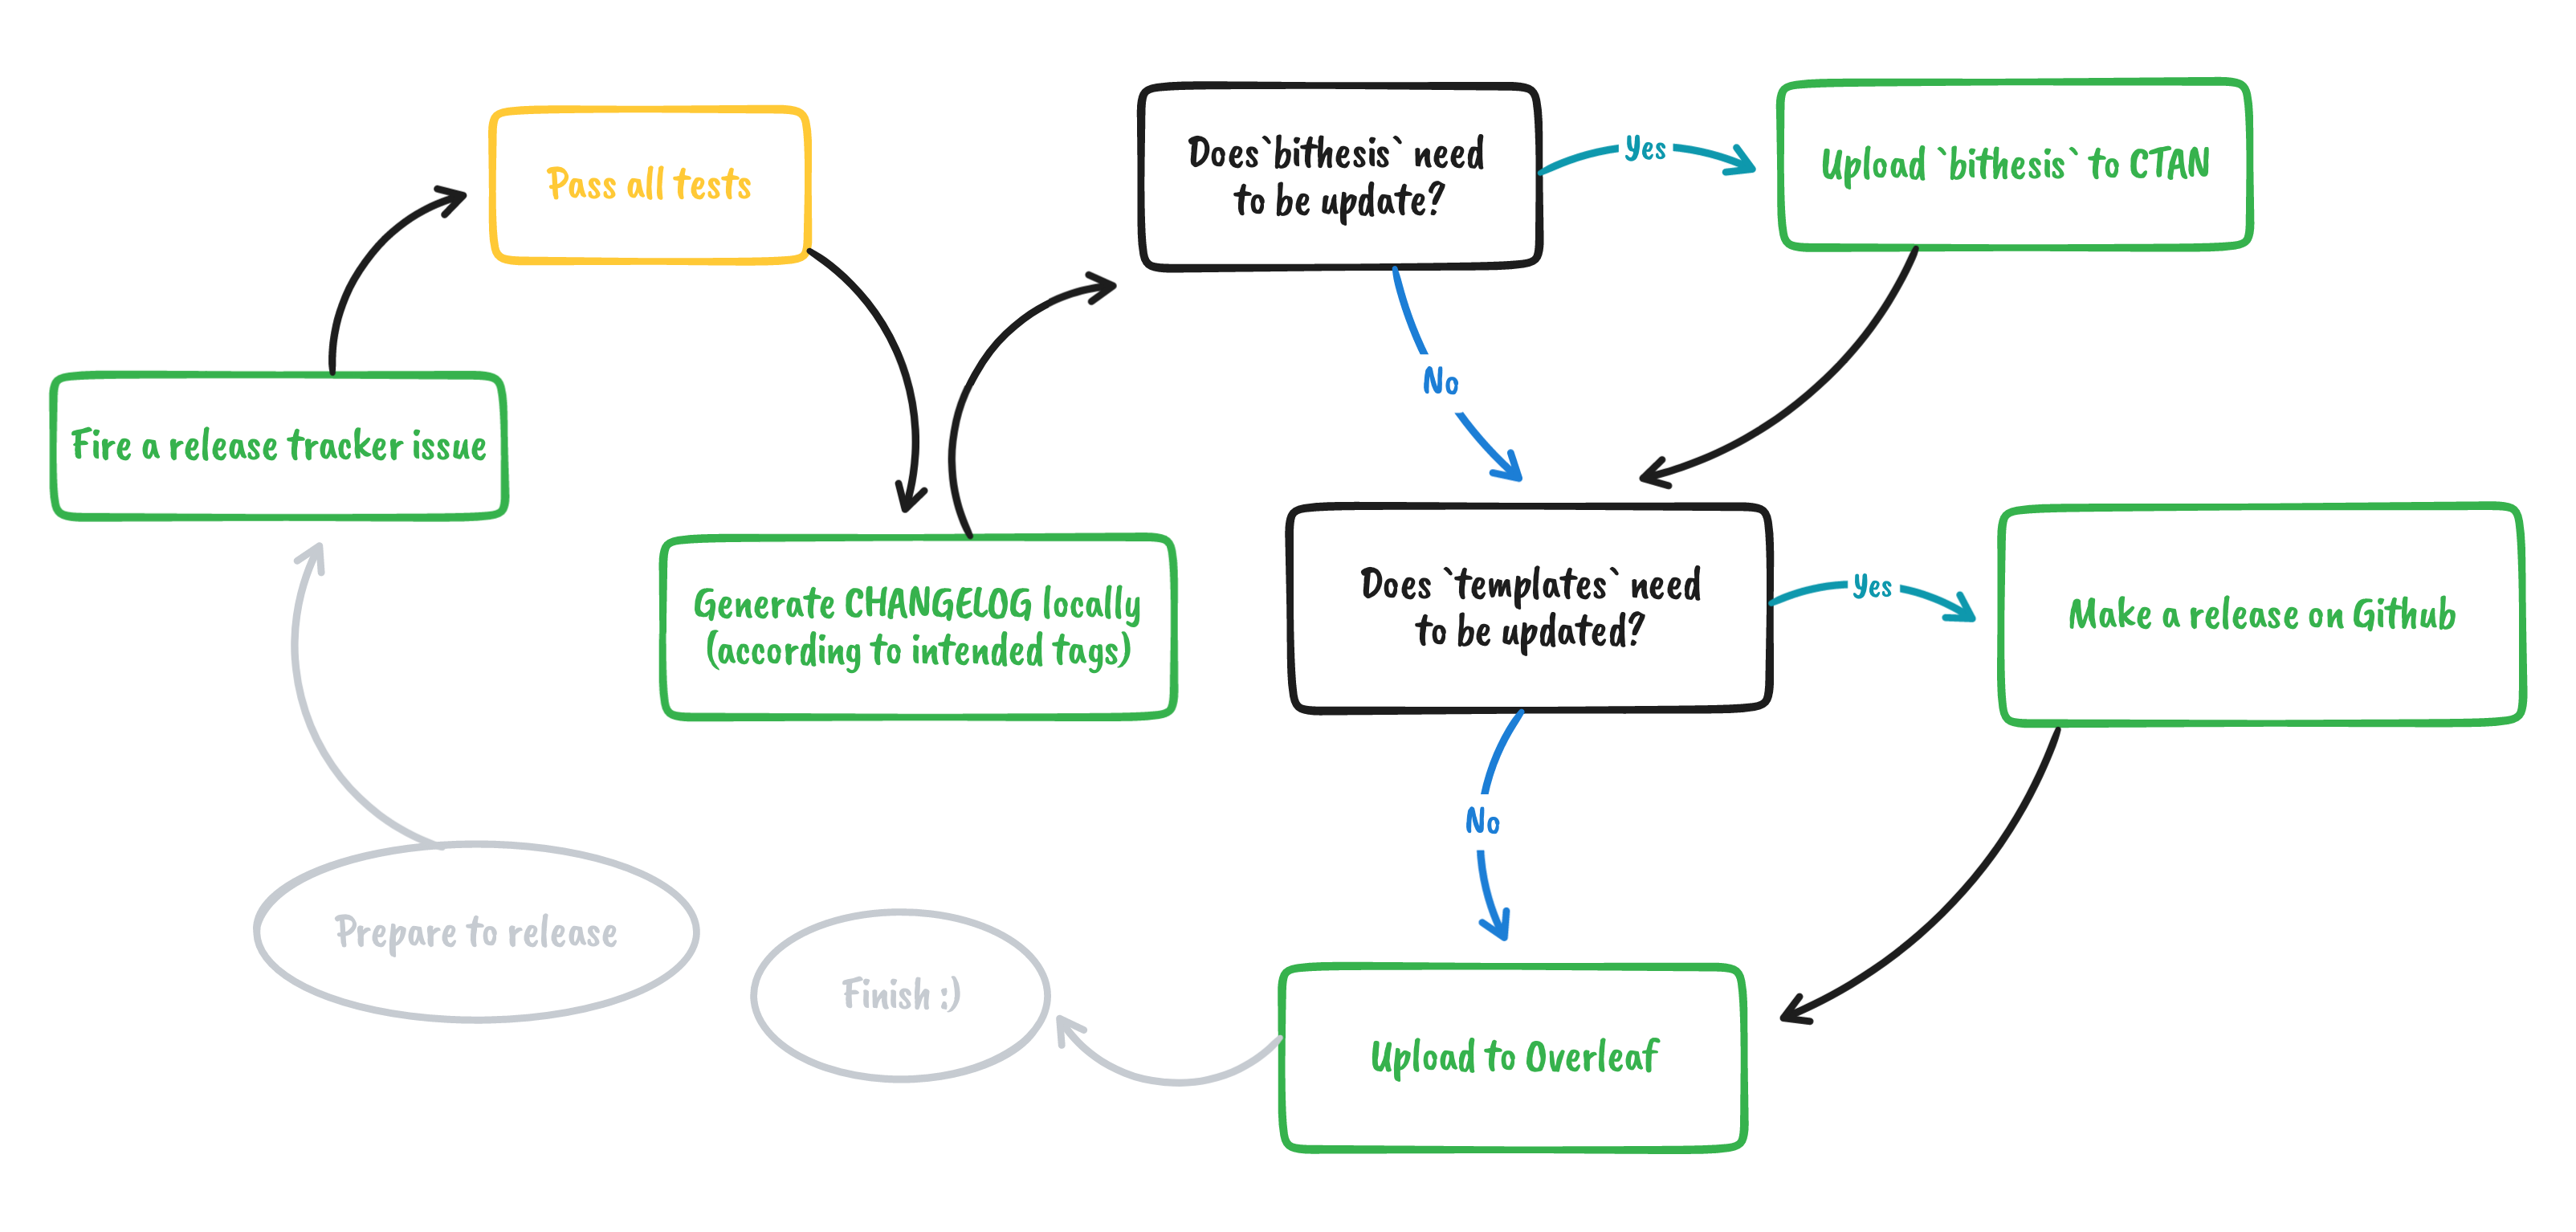 Prepare to release
Fire a release tracker issue
Pass all tests
Generate CHANGELOG locally
(according to intended tags)
Does`bithesis` need
to be update?
Yes
Upload `bithesis` to CTAN
No
Does `templates` need
to be updated?
Yes
Make a release on Github
No
Upload to Overleaf
Finish :)